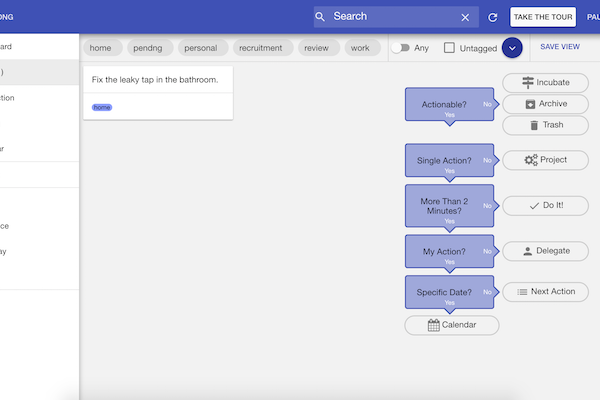 ONG
Search
TAKE THE TOUR
PAU
ard
)
ction
ar
ce
ay
home
pendng
personal
recruitment
review
work
Any
Untagged
SAVE VIEW
Fix the leaky tap in the bathroom.
home
Actionable?
No
Yes
Incubate
Archive
Trash
Single Action?
No
Yes
Project
More Than 2
Minutes?
No
Yes
Do It!
My Action?
No
Yes
Delegate
Specific Date?
No
Yes
Next Action
Calendar